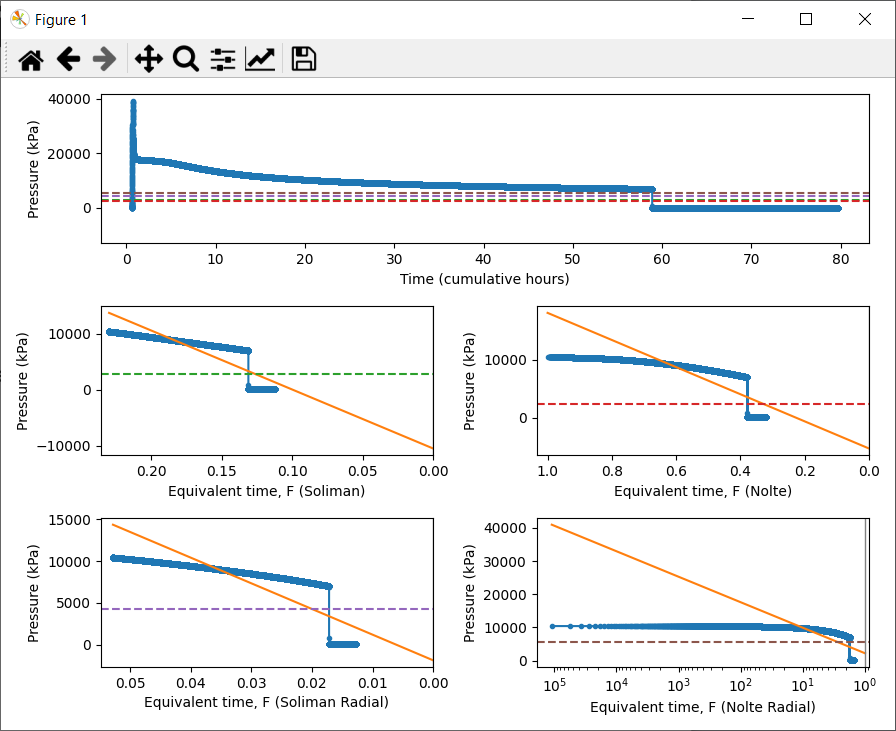 Figure 1
Pressure (kPa)
40000
20000
0
0 10 20 30 40 50 60 70 80
Time (cumulative hours)
Pressure (kPa)
10000
0
−10000
0.20 0.15 0.10 0.05 0.00
Equivalent time, F (Soliman)
Pressure (kPa)
10000
0
1.0 0.8 0.6 0.4 0.2 0.0
Equivalent time, F (Nolte)
Pressure (kPa)
15000
10000
5000
0
0.05 0.04 0.03 0.02 0.01 0.00
Equivalent time, F (Soliman Radial)
Pressure (kPa)
40000
30000
20000
10000
0
10⁵ 10⁴ 10³ 10² 10¹ 10⁰
Equivalent time, F (Nolte Radial)